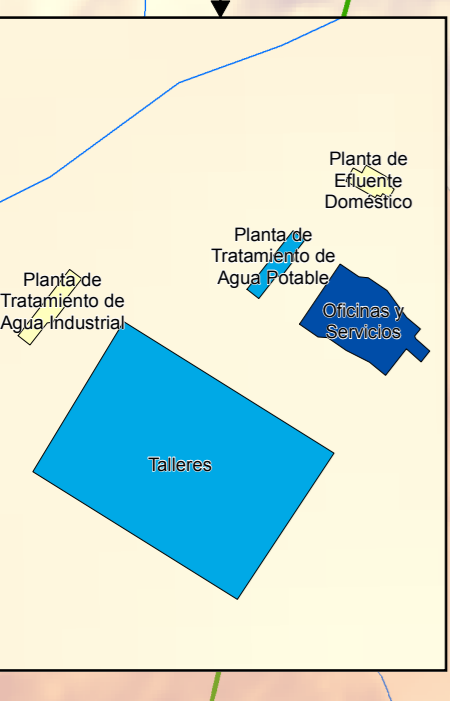 Planta de
Efluente
Doméstico
Planta de
Tratamiento de
Agua Potable
Planta de
Tratamiento de
Agua Industrial
Oficinas y
Servicios
Talleres